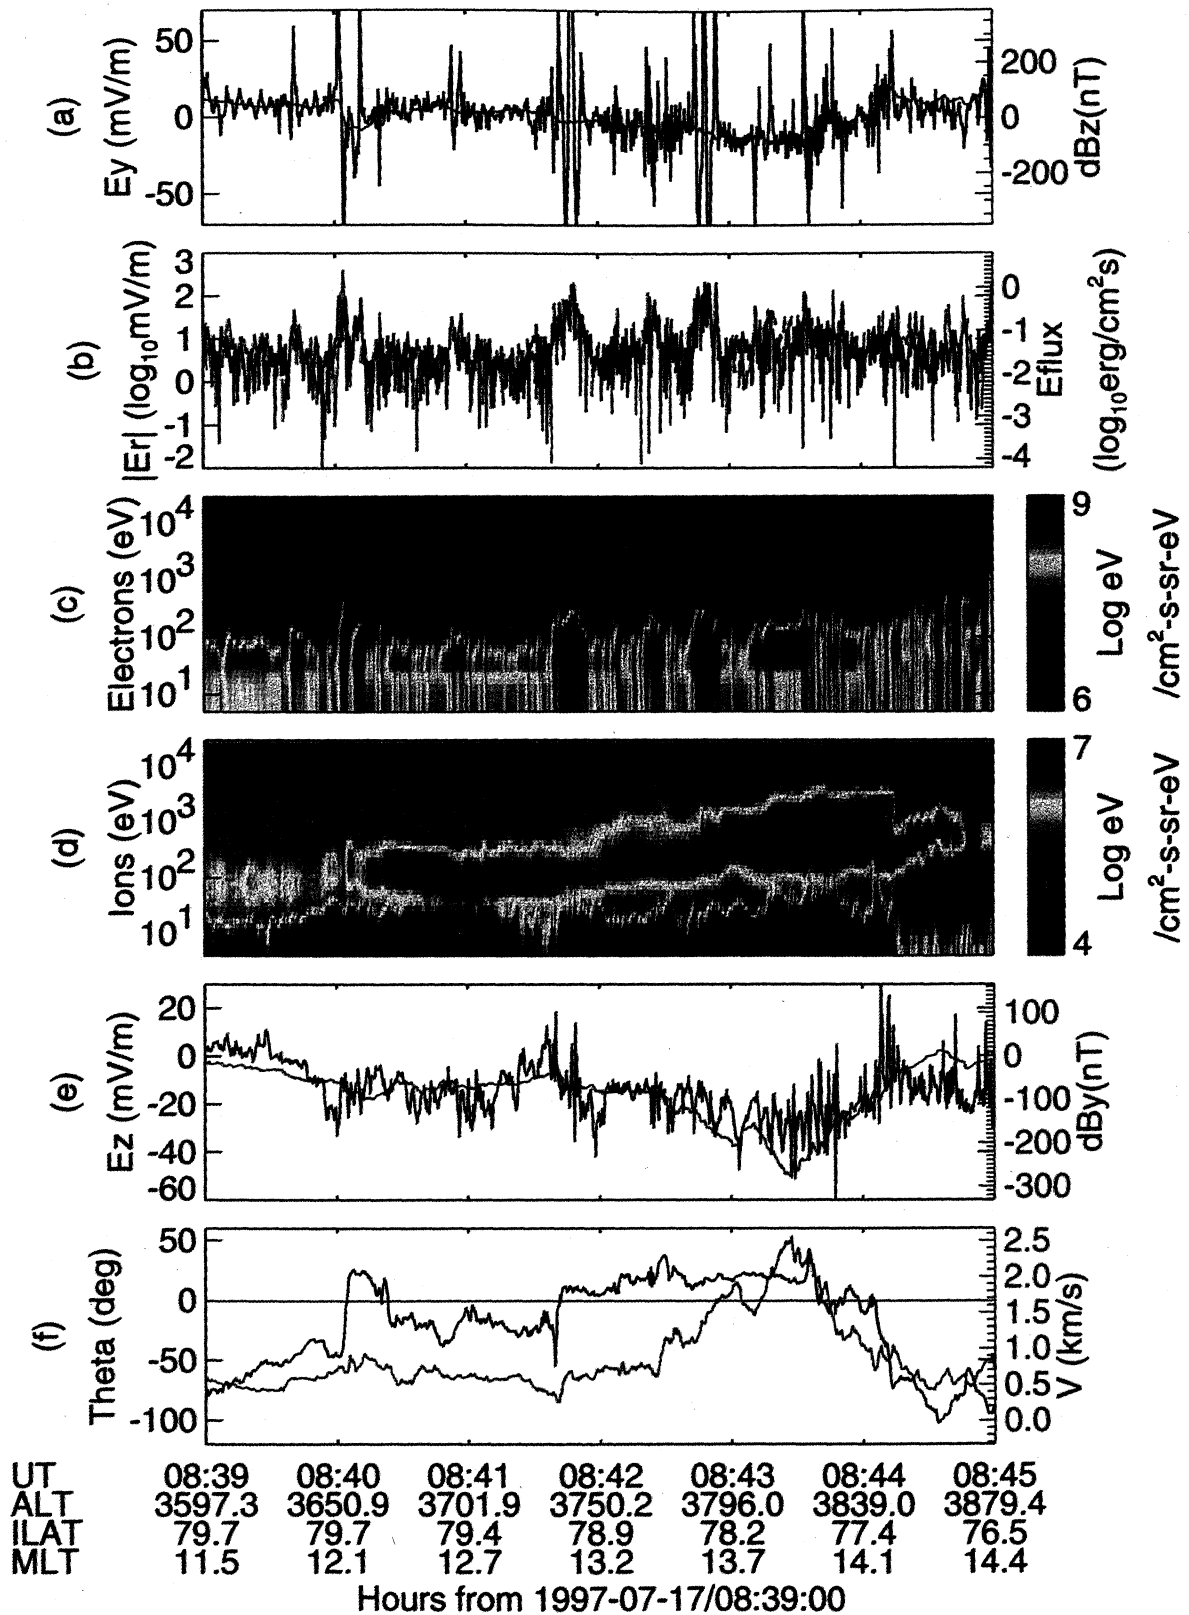 (a)
Ey (mV/m)
50
0
-50
200
0
-200
dBz(nT)
(b)
|Er| (log10mV/m)
3
2
1
0
-1
-2
0
-1
-2
-3
-4
Eflux
(log10erg/cm2s)
(c)
Electrons (eV)
10^4
10^3
10^2
10^1
9
6
Log eV
/cm2-s-sr-eV
(d)
Ions (eV)
10^4
10^3
10^2
10^1
7
4
Log eV
/cm2-s-sr-eV
(e)
Ez (mV/m)
20
0
-20
-40
-60
100
0
-100
-200
-300
dBy(nT)
(f)
Theta (deg)
50
0
-50
-100
2.5
2.0
1.5
1.0
0.5
0.0
V (km/s)
UT 08:39 08:40 08:41 08:42 08:43 08:44 08:45
ALT 3597.3 3650.9 3701.9 3750.2 3796.0 3839.0 3879.4
ILAT 79.7 79.7 79.4 78.9 78.2 77.4 76.5
MLT 11.5 12.1 12.7 13.2 13.7 14.1 14.4
Hours from 1997-07-17/08:39:00